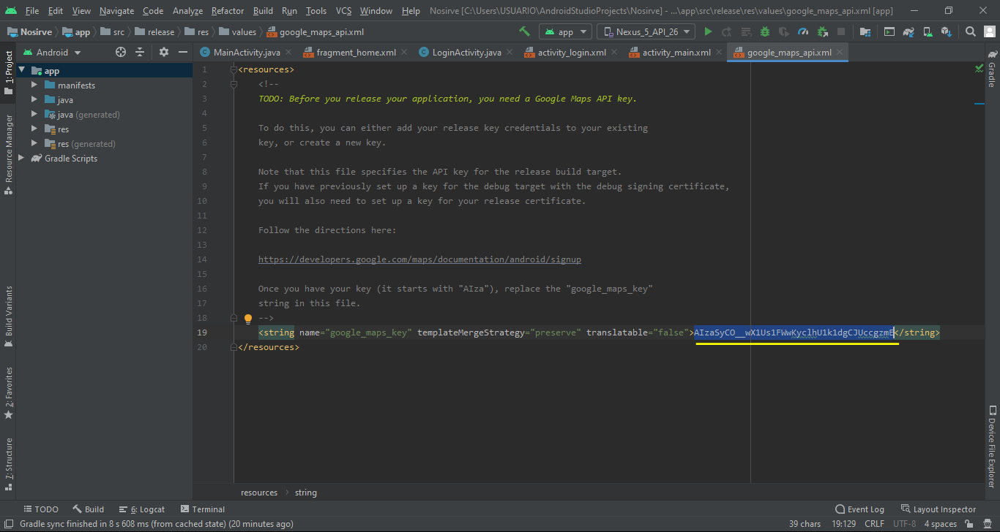 File Edit View Navigate Code Analyze Refactor Build Run Tools VCS Window Help Nosirve [C:\Users\USUARIO\AndroidStudioProjects\Nosirve] - ...\app\src\release\res\values\google_maps_api.xml [app]
Nosirve app src release res values google_maps_api.xml app Nexus_5_API_26
Android MainActivity.java fragment_home.xml LoginActivity.java activity_login.xml activity_main.xml google_maps_api.xml
1: Project
Resource Manager
Build Variants
2: Favorites
7: Structure
app
manifests
java
java (generated)
res
res (generated)
Gradle Scripts
1 <resources>
2 <!--
3 TODO: Before you release your application, you need a Google Maps API key.
4
5 To do this, you can either add your release key credentials to your existing
6 key, or create a new key.
7
8 Note that this file specifies the API key for the release build target.
9 If you have previously set up a key for the debug target with the debug signing certificate,
10 you will also need to set up a key for your release certificate.
11
12 Follow the directions here:
13
14 https://developers.google.com/maps/documentation/android/signup
15
16 Once you have your key (it starts with "AIza"), replace the "google_maps_key"
17 string in this file.
18 -->
19 <string name="google_maps_key" templateMergeStrategy="preserve" translatable="false">AIzaSyCO__wX1Us1FWwKyclhU1k1dgCJUccgzmE</string>
20 </resources>
Gradle
Device File Explorer
resources string
TODO Build 6: Logcat Terminal Event Log Layout Inspector
Gradle sync finished in 8 s 608 ms (from cached state) (20 minutes ago) 39 chars 19:129 CRLF UTF-8 4 spaces